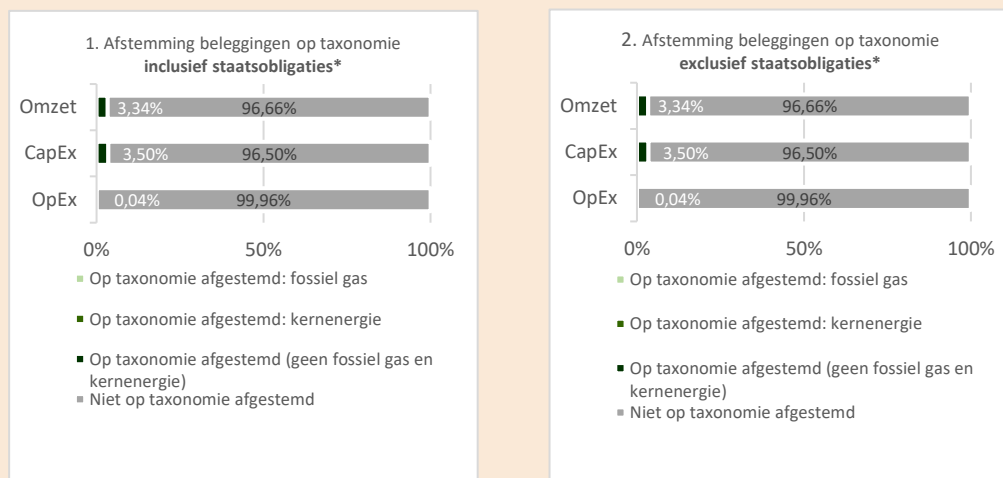 1. Afstemming beleggingen op taxonomie
inclusief staatsobligaties*
Omzet
3,34%
96,66%
CapEx
3,50%
96,50%
OpEx
0,04%
99,96%
0%
50%
100%
Op taxonomie afgestemd: fossiel gas
Op taxonomie afgestemd: kernenergie
Op taxonomie afgestemd (geen fossiel gas en
kernenergie)
Niet op taxonomie afgestemd
2. Afstemming beleggingen op taxonomie
exclusief staatsobligaties*
Omzet
3,34%
96,66%
CapEx
3,50%
96,50%
OpEx
0,04%
99,96%
0%
50%
100%
Op taxonomie afgestemd: fossiel gas
Op taxonomie afgestemd: kernenergie
Op taxonomie afgestemd (geen fossiel gas en
kernenergie)
Niet op taxonomie afgestemd